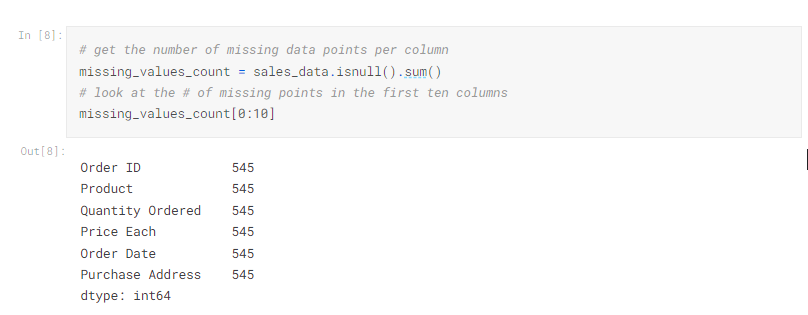 In [8]:
# get the number of missing data points per column
missing_values_count = sales_data.isnull().sum()
# look at the # of missing points in the first ten columns
missing_values_count[0:10]
Out[8]:
Order ID 545
Product 545
Quantity Ordered 545
Price Each 545
Order Date 545
Purchase Address 545
dtype: int64